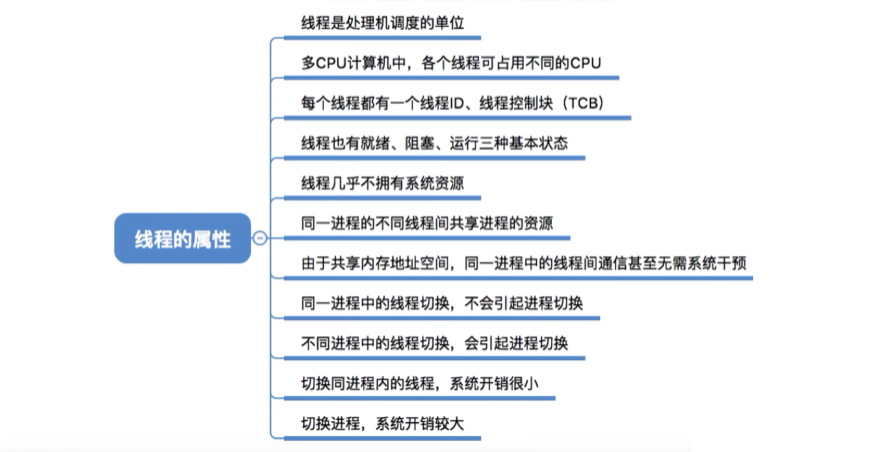 线程是处理机调度的单位
多CPU计算机中，各个线程可占用不同的CPU
每个线程都有一个线程ID、线程控制块（TCB）
线程也有就绪、阻塞、运行三种基本状态
线程几乎不拥有系统资源
同一进程的不同线程间共享进程的资源
线程的属性
由于共享内存地址空间，同一进程中的线程间通信甚至无需系统干预
同一进程中的线程切换，不会引起进程切换
不同进程中的线程切换，会引起进程切换
切换同进程内的线程，系统开销很小
切换进程，系统开销较大